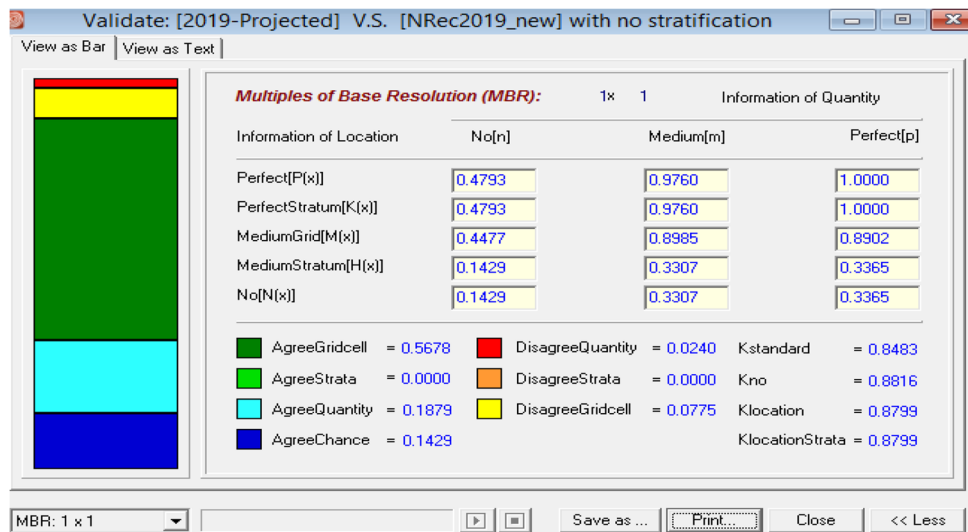 Validate: [2019-Projected] V.S. [NRec2019_new] with no stratification
View as Bar View as Text
Multiples of Base Resolution (MBR): 1x 1 Information of Quantity
Information of Location No[n] Medium[m] Perfect[p]
Perfect[P(x)] 0.4793 0.9760 1.0000
PerfectStratum[K(x)] 0.4793 0.9760 1.0000
MediumGrid[M(x)] 0.4477 0.8985 0.8902
MediumStratum[H(x)] 0.1429 0.3307 0.3365
No[N(x)] 0.1429 0.3307 0.3365
AgreeGridcell = 0.5678 DisagreeQuantity = 0.0240 Kstandard = 0.8483
AgreeStrata = 0.0000 DisagreeStrata = 0.0000 Kno = 0.8816
AgreeQuantity = 0.1879 DisagreeGridcell = 0.0775 Klocation = 0.8799
AgreeChance = 0.1429 KlocationStrata = 0.8799
MBR: 1 x 1 Save as ... Print... Close << Less